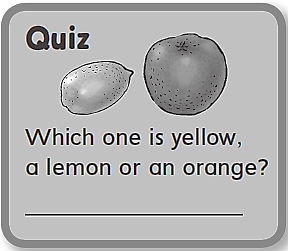 Quiz
Which one is yellow,
a lemon or an orange?